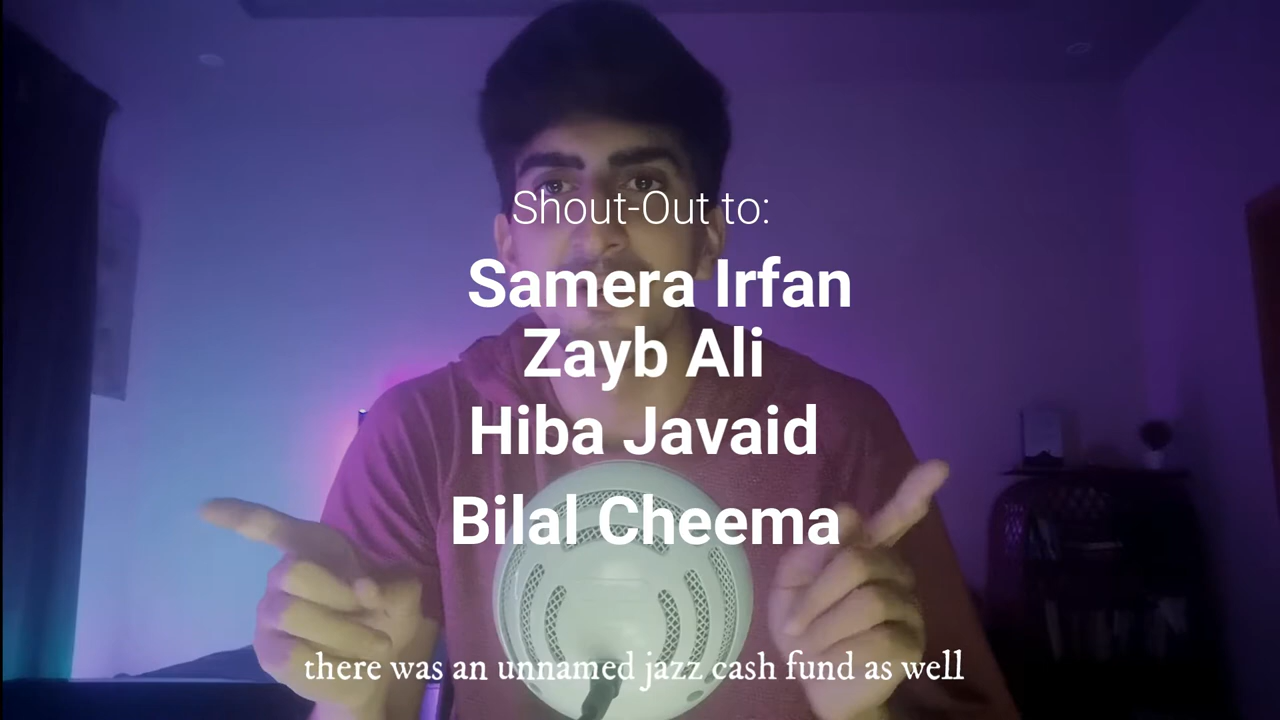 Shout-Out to:
Samera Irfan
Zayb Ali
Hiba Javaid
Bilal Cheema
there was an unnamed jazz cash fund as well